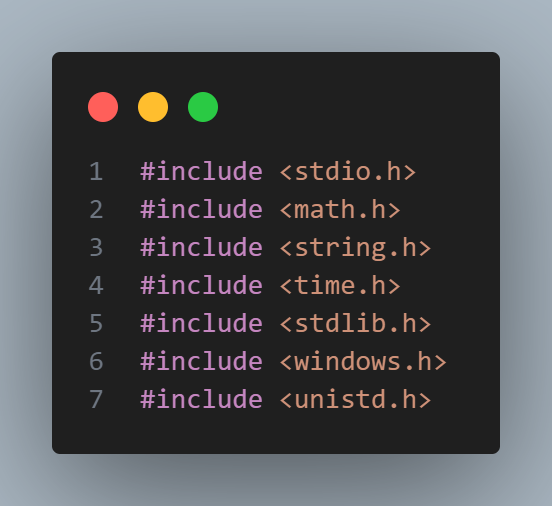 1 #include <stdio.h>
2 #include <math.h>
3 #include <string.h>
4 #include <time.h>
5 #include <stdlib.h>
6 #include <windows.h>
7 #include <unistd.h>